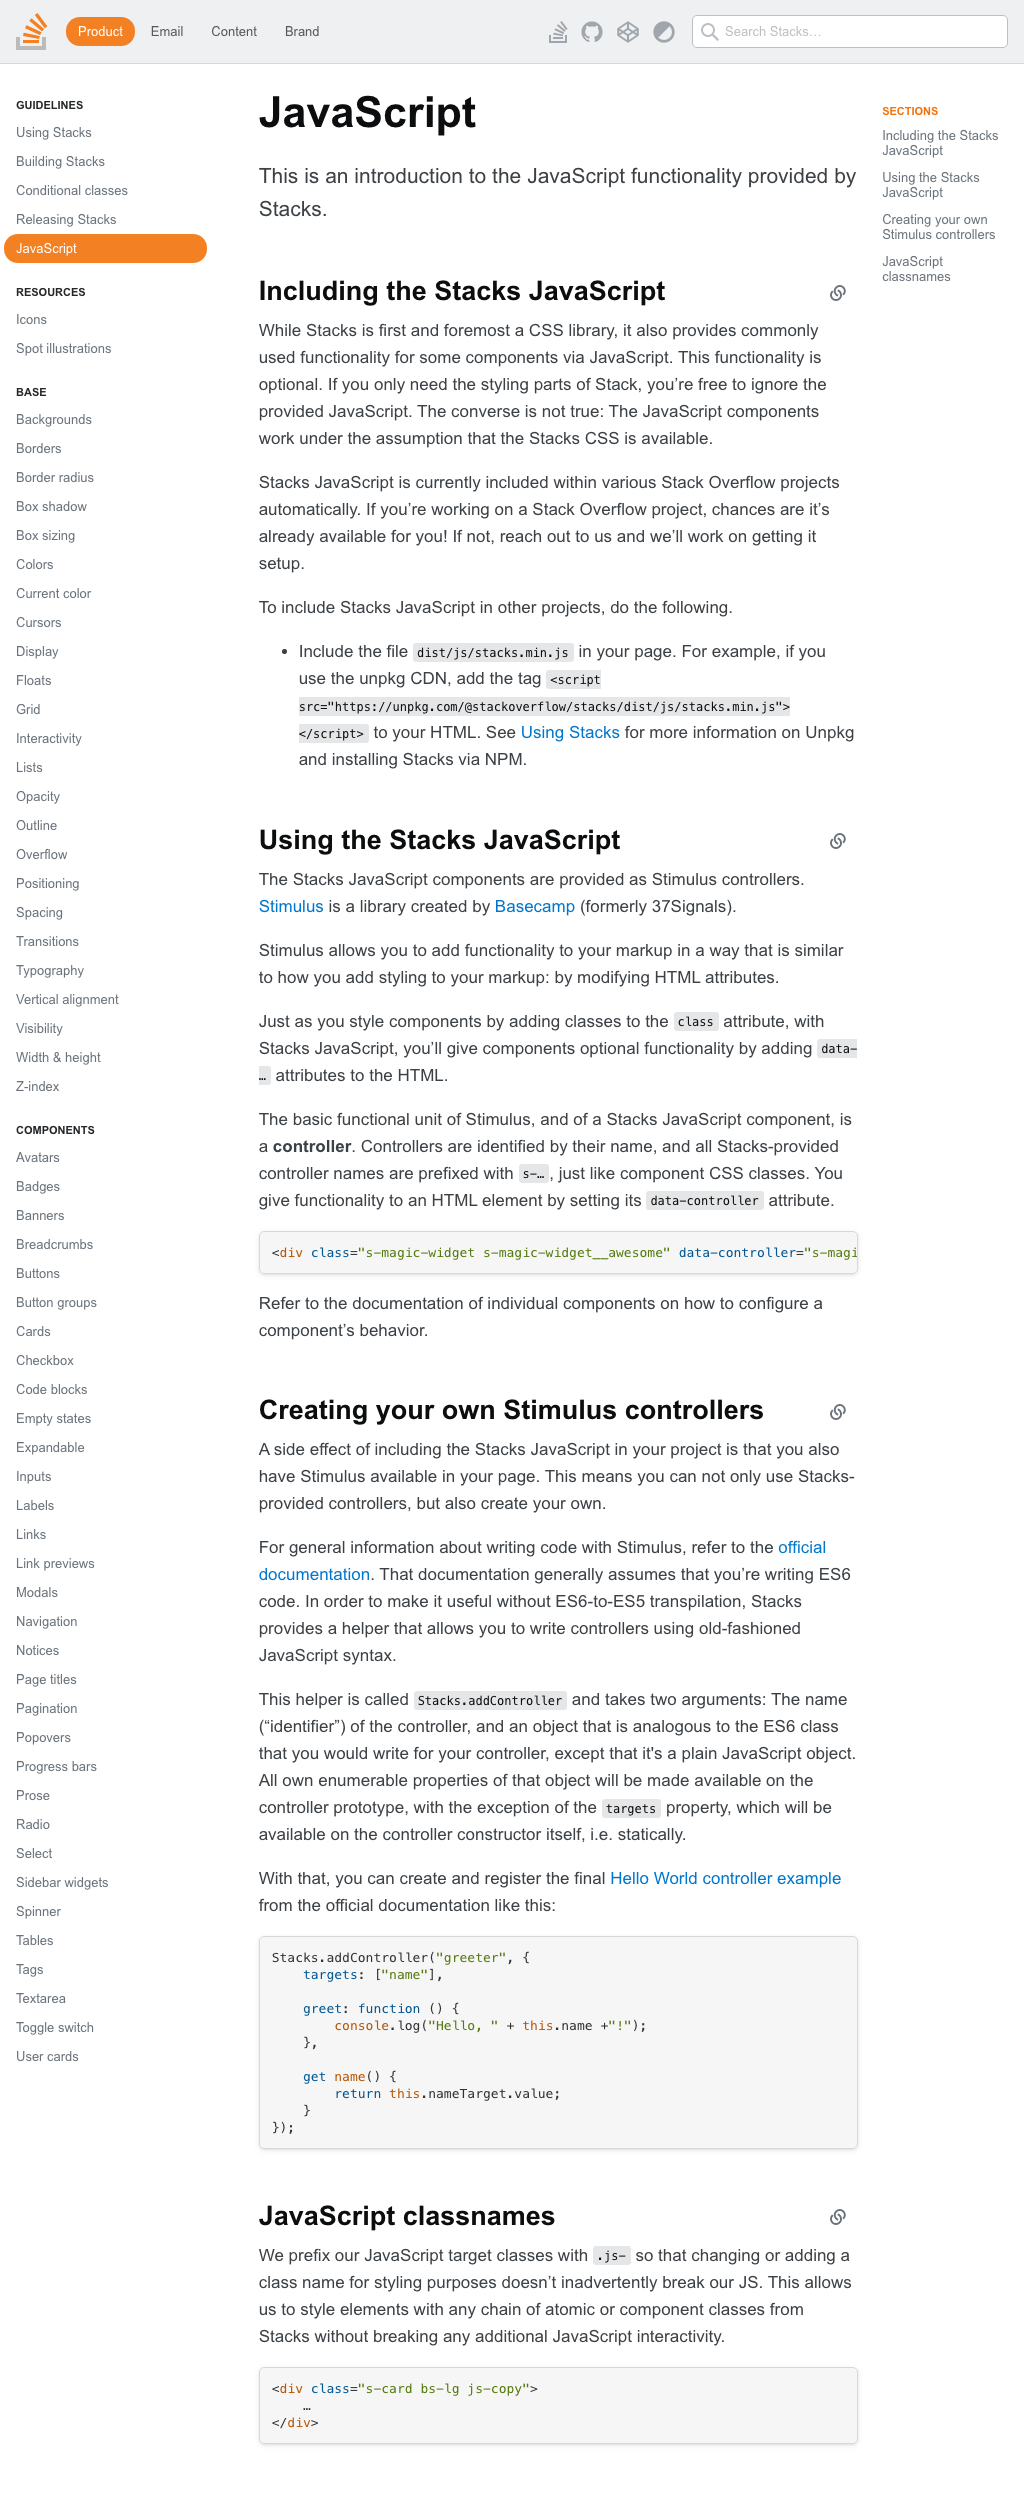 Product
Email
Content
Brand
Search Stacks…
GUIDELINES
Using Stacks
Building Stacks
Conditional classes
Releasing Stacks
JavaScript
RESOURCES
Icons
Spot illustrations
BASE
Backgrounds
Borders
Border radius
Box shadow
Box sizing
Colors
Current color
Cursors
Display
Floats
Grid
Interactivity
Lists
Opacity
Outline
Overflow
Positioning
Spacing
Transitions
Typography
Vertical alignment
Visibility
Width & height
Z-index
COMPONENTS
Avatars
Badges
Banners
Breadcrumbs
Buttons
Button groups
Cards
Checkbox
Code blocks
Empty states
Expandable
Inputs
Labels
Links
Link previews
Modals
Navigation
Notices
Page titles
Pagination
Popovers
Progress bars
Prose
Radio
Select
Sidebar widgets
Spinner
Tables
Tags
Textarea
Toggle switch
User cards
JavaScript
This is an introduction to the JavaScript functionality provided by
Stacks.
Including the Stacks JavaScript
While Stacks is first and foremost a CSS library, it also provides commonly
used functionality for some components via JavaScript. This functionality is
optional. If you only need the styling parts of Stack, you’re free to ignore the
provided JavaScript. The converse is not true: The JavaScript components
work under the assumption that the Stacks CSS is available.
Stacks JavaScript is currently included within various Stack Overflow projects
automatically. If you’re working on a Stack Overflow project, chances are it’s
already available for you! If not, reach out to us and we’ll work on getting it
setup.
To include Stacks JavaScript in other projects, do the following.
• Include the file dist/js/stacks.min.js in your page. For example, if you
use the unpkg CDN, add the tag <script
src="https://unpkg.com/@stackoverflow/stacks/dist/js/stacks.min.js">
</script> to your HTML. See Using Stacks for more information on Unpkg
and installing Stacks via NPM.
Using the Stacks JavaScript
The Stacks JavaScript components are provided as Stimulus controllers.
Stimulus is a library created by Basecamp (formerly 37Signals).
Stimulus allows you to add functionality to your markup in a way that is similar
to how you add styling to your markup: by modifying HTML attributes.
Just as you style components by adding classes to the class attribute, with
Stacks JavaScript, you’ll give components optional functionality by adding data-
… attributes to the HTML.
The basic functional unit of Stimulus, and of a Stacks JavaScript component, is
a controller. Controllers are identified by their name, and all Stacks-provided
controller names are prefixed with s-…, just like component CSS classes. You
give functionality to an HTML element by setting its data-controller attribute.
<div class="s-magic-widget s-magic-widget__awesome" data-controller="s-magi
Refer to the documentation of individual components on how to configure a
component’s behavior.
Creating your own Stimulus controllers
A side effect of including the Stacks JavaScript in your project is that you also
have Stimulus available in your page. This means you can not only use Stacks-
provided controllers, but also create your own.
For general information about writing code with Stimulus, refer to the official
documentation. That documentation generally assumes that you’re writing ES6
code. In order to make it useful without ES6-to-ES5 transpilation, Stacks
provides a helper that allows you to write controllers using old-fashioned
JavaScript syntax.
This helper is called Stacks.addController and takes two arguments: The name
(“identifier”) of the controller, and an object that is analogous to the ES6 class
that you would write for your controller, except that it's a plain JavaScript object.
All own enumerable properties of that object will be made available on the
controller prototype, with the exception of the targets property, which will be
available on the controller constructor itself, i.e. statically.
With that, you can create and register the final Hello World controller example
from the official documentation like this:
Stacks.addController("greeter", {
    targets: ["name"],
    greet: function () {
        console.log("Hello, " + this.name +"!");
    },
    get name() {
        return this.nameTarget.value;
    }
});
JavaScript classnames
We prefix our JavaScript target classes with .js- so that changing or adding a
class name for styling purposes doesn’t inadvertently break our JS. This allows
us to style elements with any chain of atomic or component classes from
Stacks without breaking any additional JavaScript interactivity.
<div class="s-card bs-lg js-copy">
    …
</div>
SECTIONS
Including the Stacks
JavaScript
Using the Stacks
JavaScript
Creating your own
Stimulus controllers
JavaScript
classnames